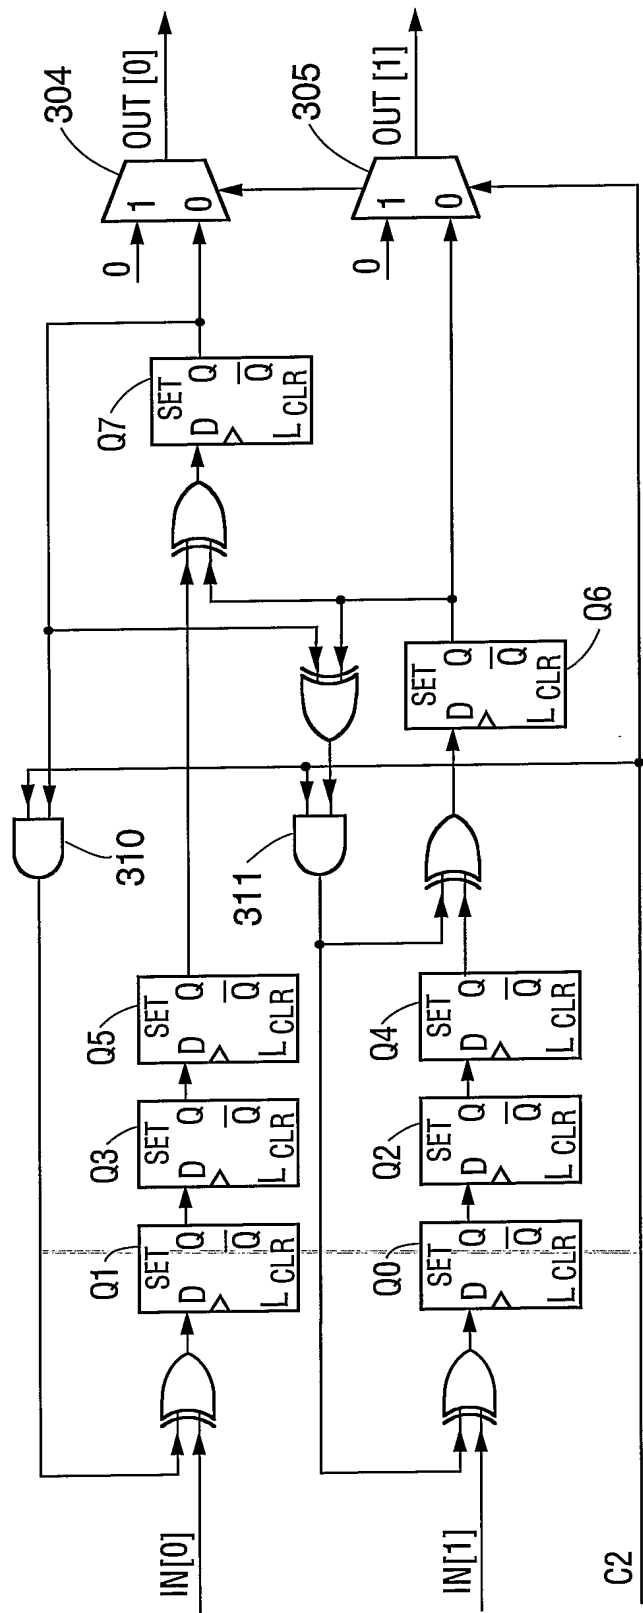 304
OUT [0]
1
0
0
305
OUT [1]
1
0
0
Q7
SET
D
Q
Q
L CLR
Q6
SET
D
Q
Q
L CLR
310
311
Q5
SET
D
Q
Q
L CLR
Q3
SET
D
Q
Q
L CLR
Q1
SET
D
Q
Q
L CLR
Q4
SET
D
Q
Q
L CLR
Q2
SET
D
Q
Q
L CLR
Q0
SET
D
Q
Q
L CLR
IN[0]
IN[1]
C2